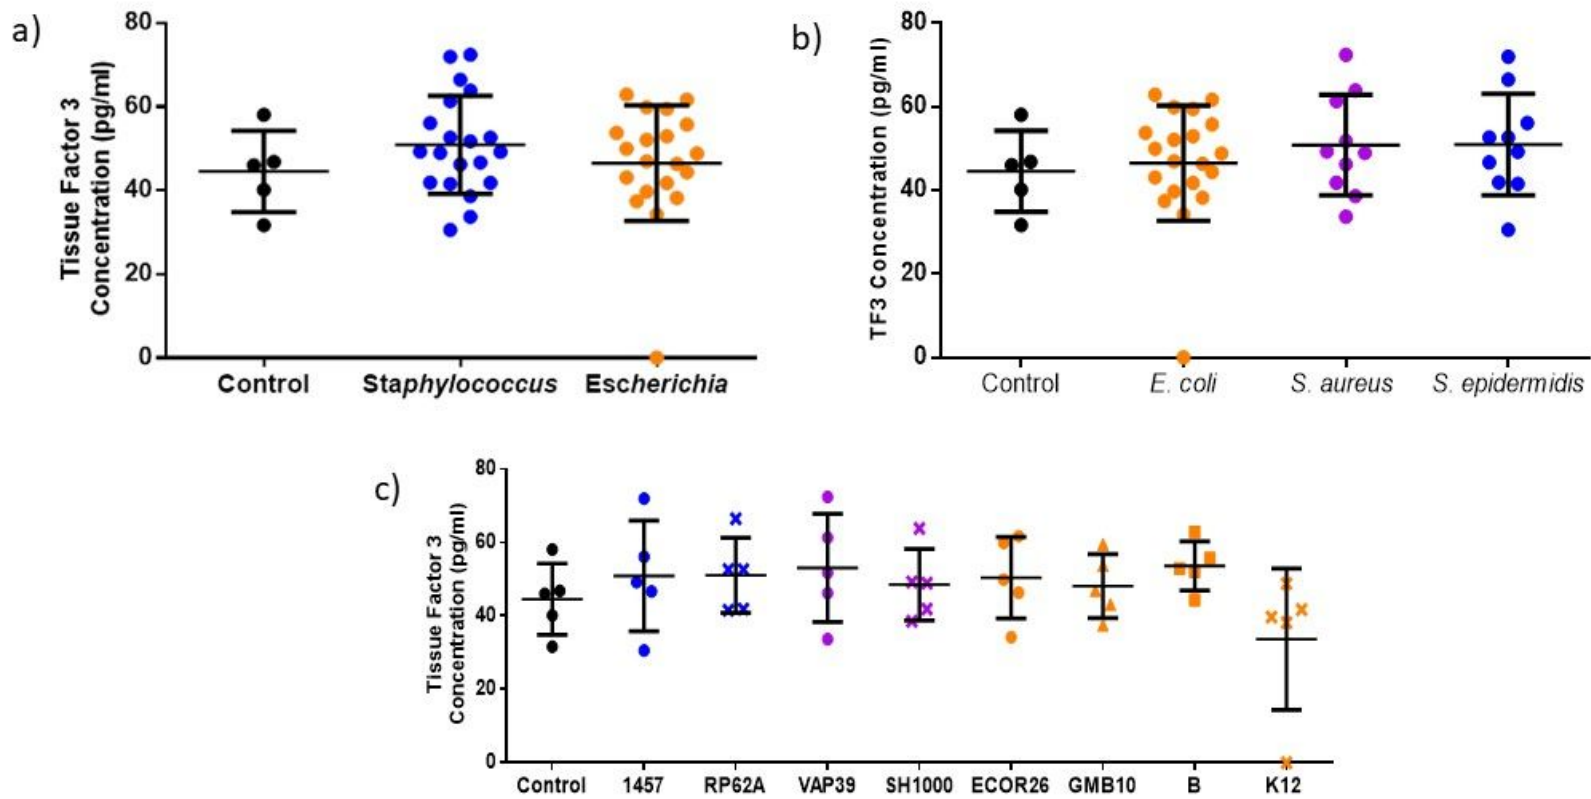 a)
Tissue Factor 3
Concentration (pg/ml)
80
60
40
20
0
Control Staphylococcus Escherichia
b)
TF3 Concentration (pg/ml)
80
60
40
20
0
Control E. coli S. aureus S. epidermidis
c)
Tissue Factor 3
Concentration (pg/ml)
80
60
40
20
0
Control 1457 RP62A VAP39 SH1000 ECOR26 GMB10 B K12